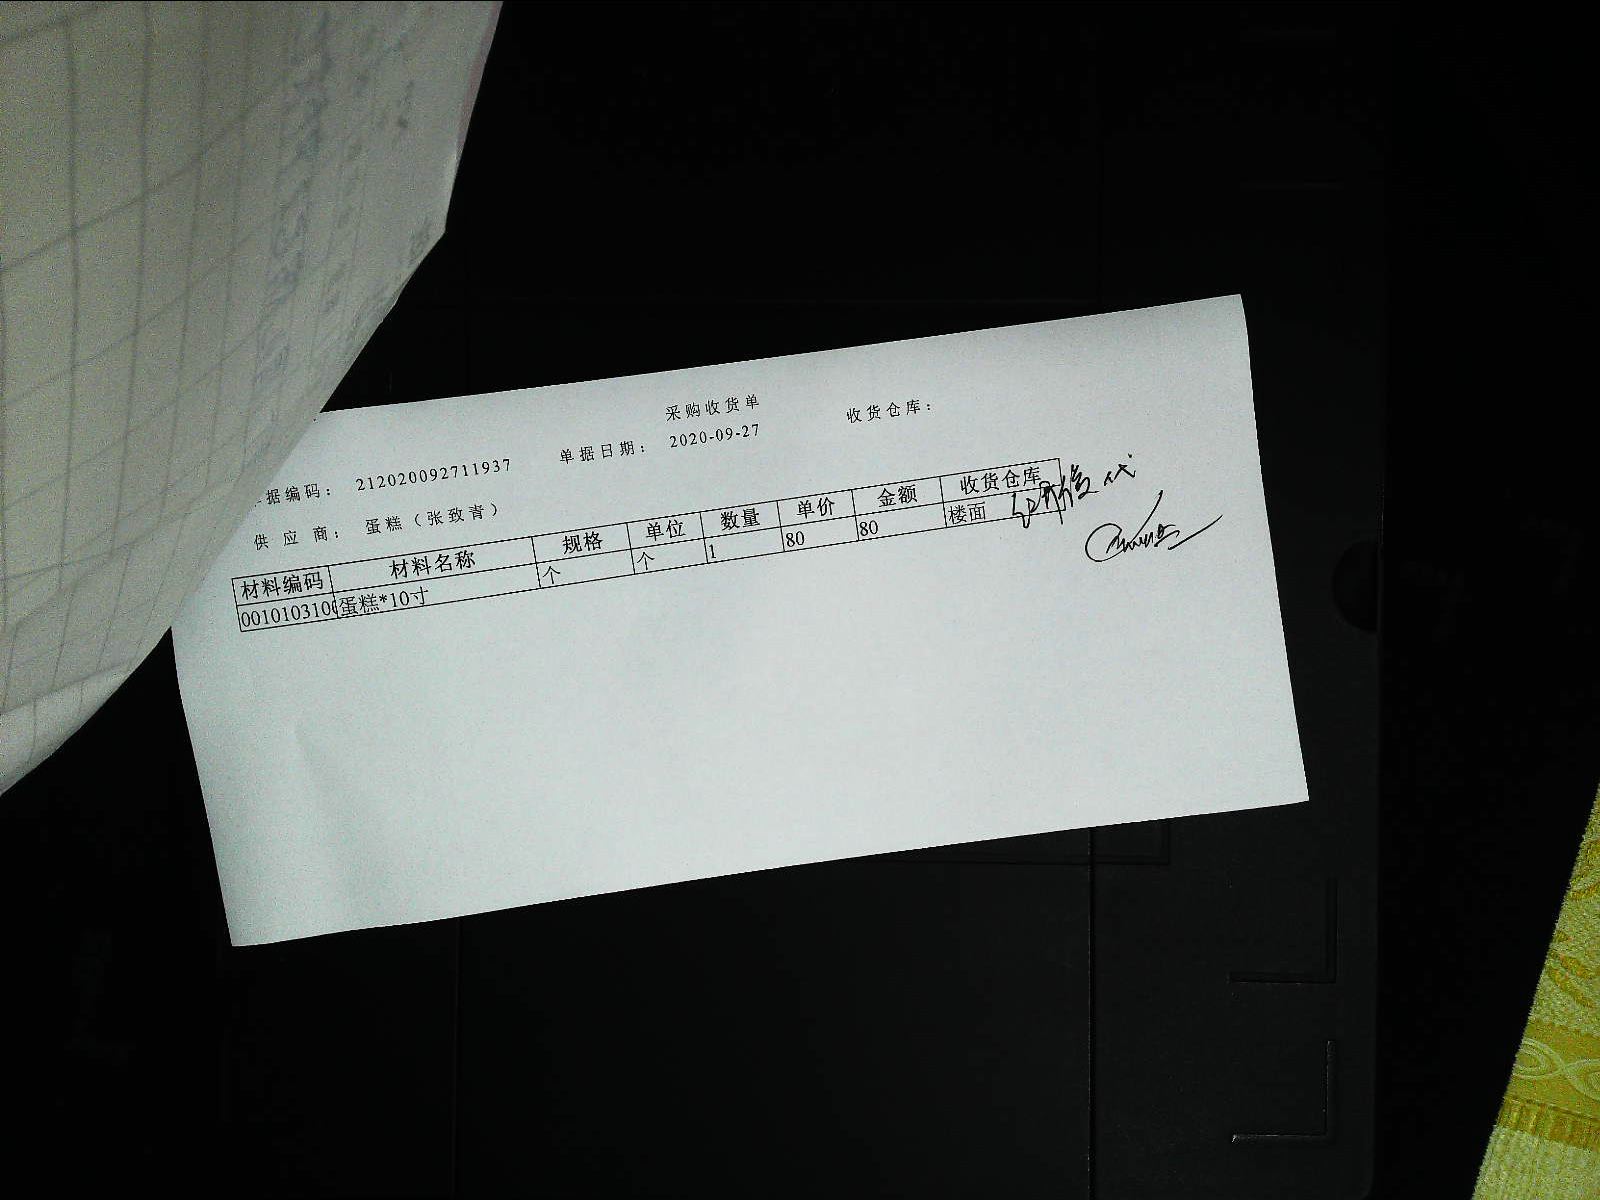 采购收货单
据编码: 212020092711937 单据日期: 2020-09-27 收货仓库:
供应商: 蛋糕(张致青)
材料编码 材料名称 规格 单位 数量 单价 金额 收货仓库
0010103100 蛋糕*10寸 个 个 1 80 80 楼面